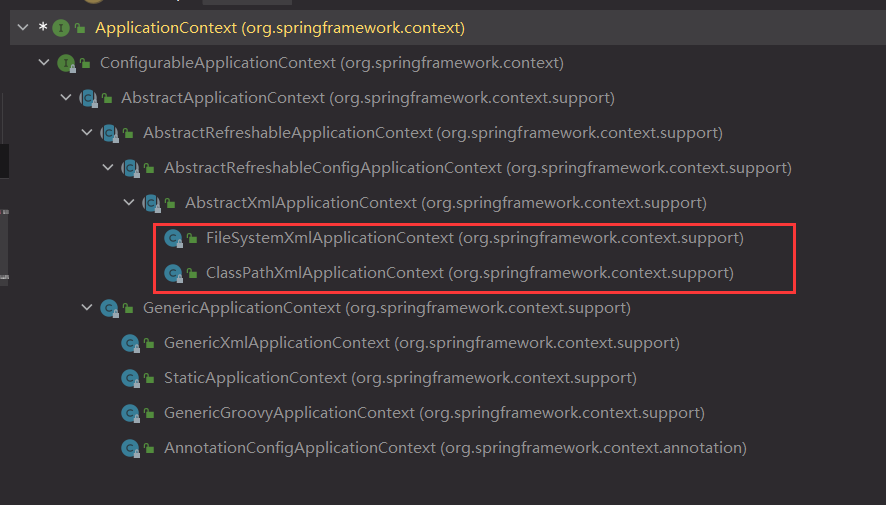 * ApplicationContext (org.springframework.context)
ConfigurableApplicationContext (org.springframework.context)
AbstractApplicationContext (org.springframework.context.support)
AbstractRefreshableApplicationContext (org.springframework.context.support)
AbstractRefreshableConfigApplicationContext (org.springframework.context.support)
AbstractXmlApplicationContext (org.springframework.context.support)
FileSystemXmlApplicationContext (org.springframework.context.support)
ClassPathXmlApplicationContext (org.springframework.context.support)
GenericApplicationContext (org.springframework.context.support)
GenericXmlApplicationContext (org.springframework.context.support)
StaticApplicationContext (org.springframework.context.support)
GenericGroovyApplicationContext (org.springframework.context.support)
AnnotationConfigApplicationContext (org.springframework.context.annotation)